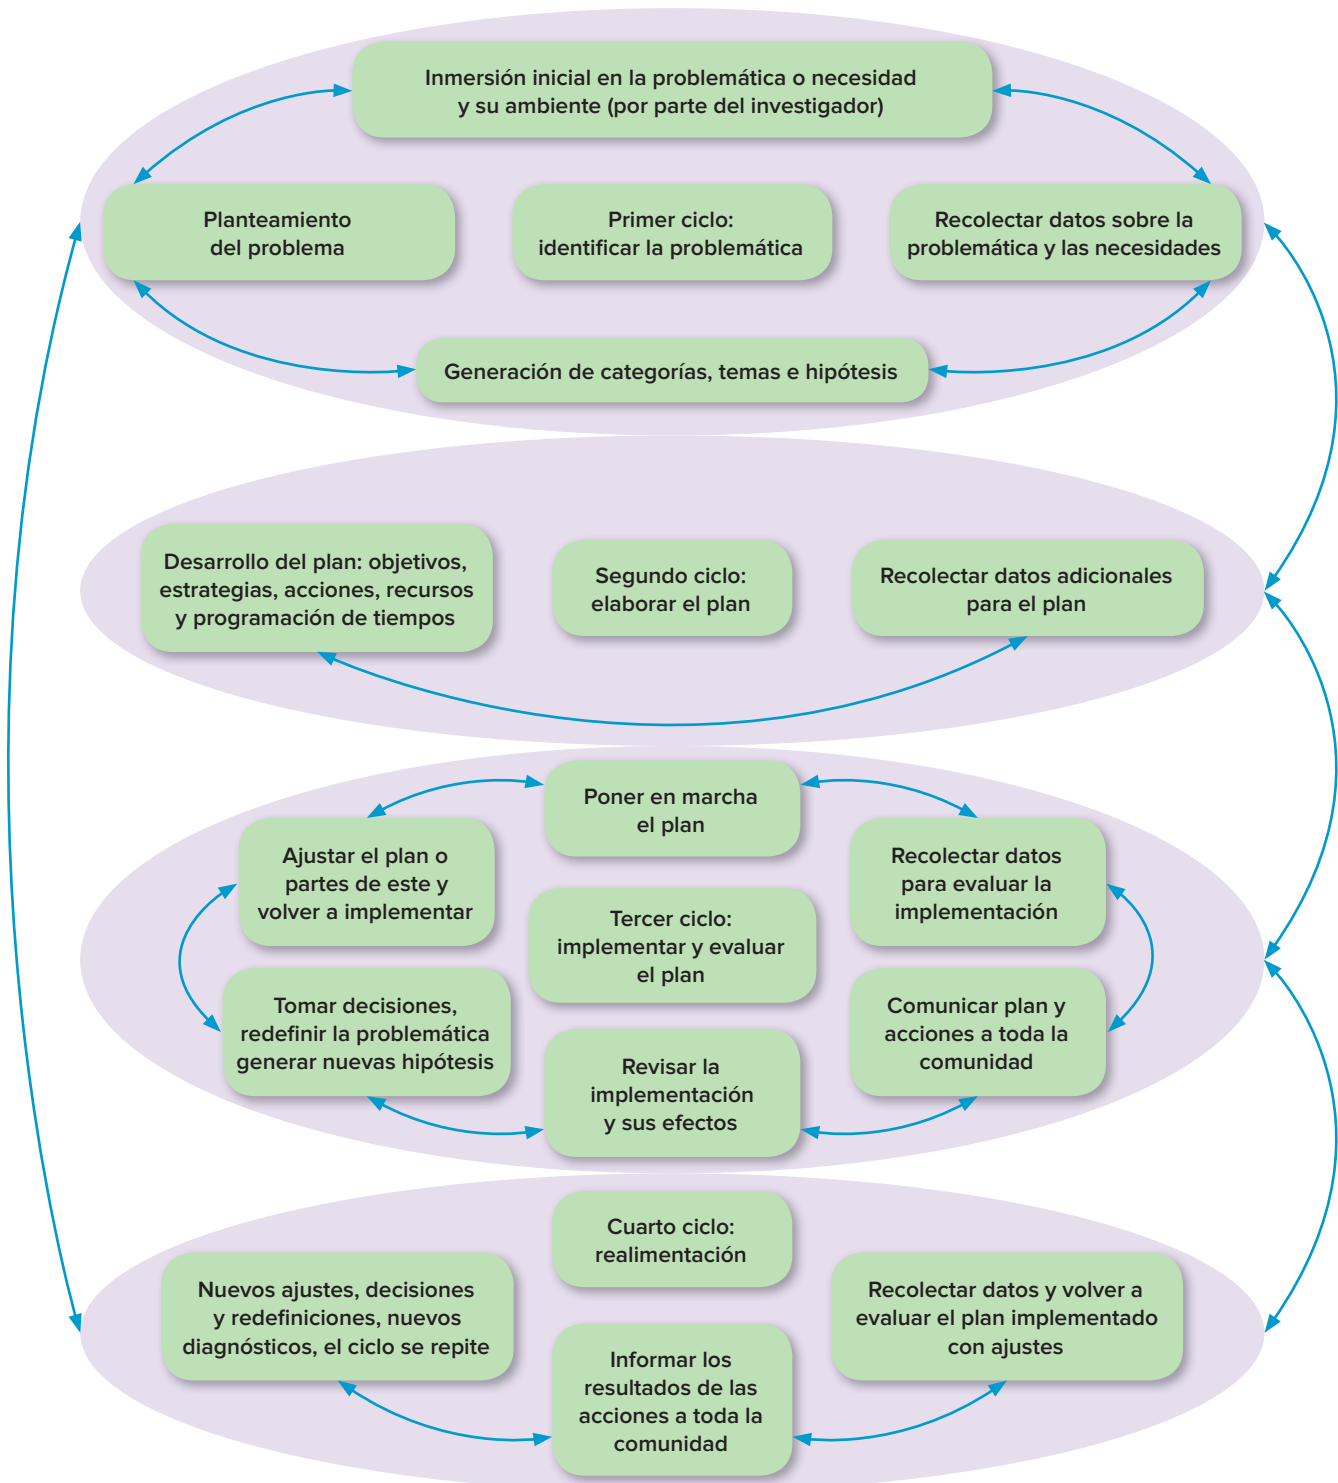 Inmersión inicial en la problemática o necesidad
y su ambiente (por parte del investigador)
Planteamiento
del problema
Primer ciclo:
identificar la problemática
Recolectar datos sobre la
problemática y las necesidades
Generación de categorías, temas e hipótesis
Desarrollo del plan: objetivos,
estrategias, acciones, recursos
y programación de tiempos
Segundo ciclo:
elaborar el plan
Recolectar datos adicionales
para el plan
Poner en marcha
el plan
Ajustar el plan o
partes de este y
volver a implementar
Recolectar datos
para evaluar la
implementación
Tercer ciclo:
implementar y evaluar
el plan
Tomar decisiones,
redefinir la problemática
generar nuevas hipótesis
Comunicar plan y
acciones a toda la
comunidad
Revisar la
implementación
y sus efectos
Cuarto ciclo:
realimentación
Nuevos ajustes, decisiones
y redefiniciones, nuevos
diagnósticos, el ciclo se repite
Recolectar datos y volver a
evaluar el plan implementado
con ajustes
Informar los
resultados de las
acciones a toda la
comunidad